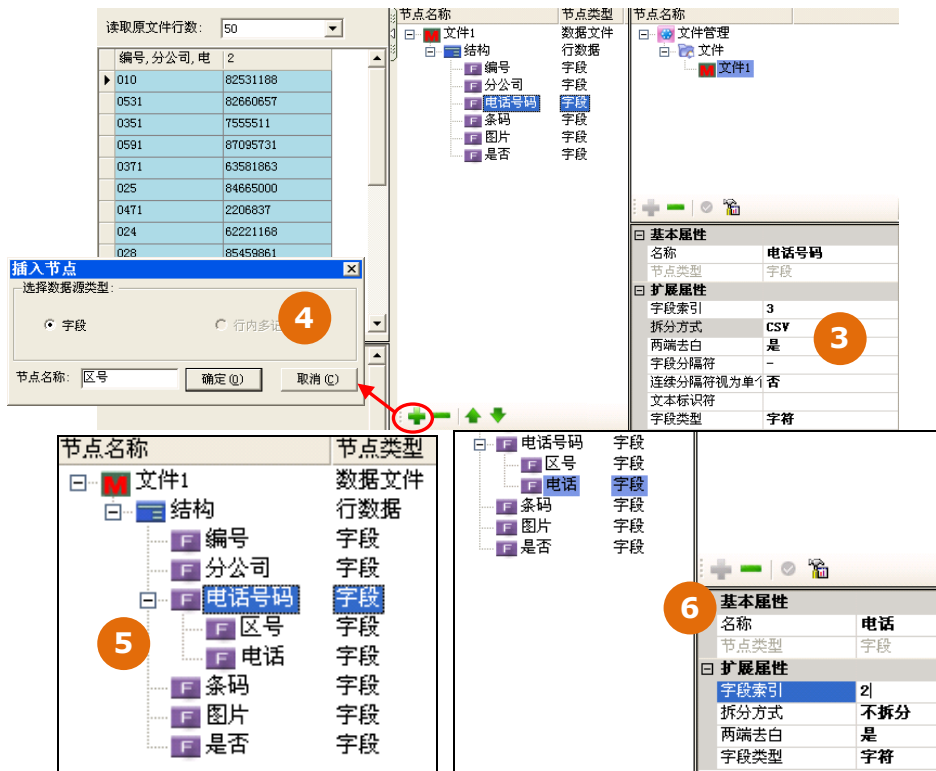 读取原文件行数: 50
编号,分公司,电 2
010 82531188
0531 82660657
0351 7555511
0591 87095731
0371 63581863
025 84665000
0471 2206837
024 62221168
028 85459861
节点名称 节点类型
文件1 数据文件
结构 行数据
编号 字段
分公司 字段
电话号码 字段
条码 字段
图片 字段
是否 字段
节点名称
文件管理
文件
文件1
基本属性
名称 电话号码
节点类型 字段
扩展属性
字段索引 3
拆分方式 CSV
两端去白 是
字段分隔符 -
连续分隔符视为单个 否
文本标识符
字段类型 字符
3
插入节点
选择数据源类型:
字段 行内多记
4
节点名称: 区号 确定(O) 取消(C)
节点名称 节点类型
文件1 数据文件
结构 行数据
编号 字段
分公司 字段
电话号码 字段
区号 字段
电话 字段
条码 字段
图片 字段
是否 字段
5
电话号码 字段
区号 字段
电话 字段
条码 字段
图片 字段
是否 字段
6
基本属性
名称 电话
节点类型 字段
扩展属性
字段索引 2
拆分方式 不拆分
两端去白 是
字段类型 字符